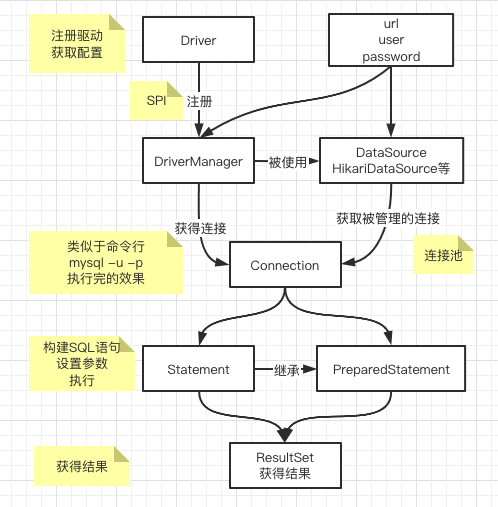 注册驱动
获取配置
Driver
url
user
password
SPI
注册
DriverManager
被使用
DataSource
HikariDataSource等
获得连接
获取被管理的连接
类似于命令行
mysql -u -p
执行完的效果
Connection
连接池
构建SQL语句
设置参数
执行
Statement
继承
PreparedStatement
获得结果
ResultSet
获得结果